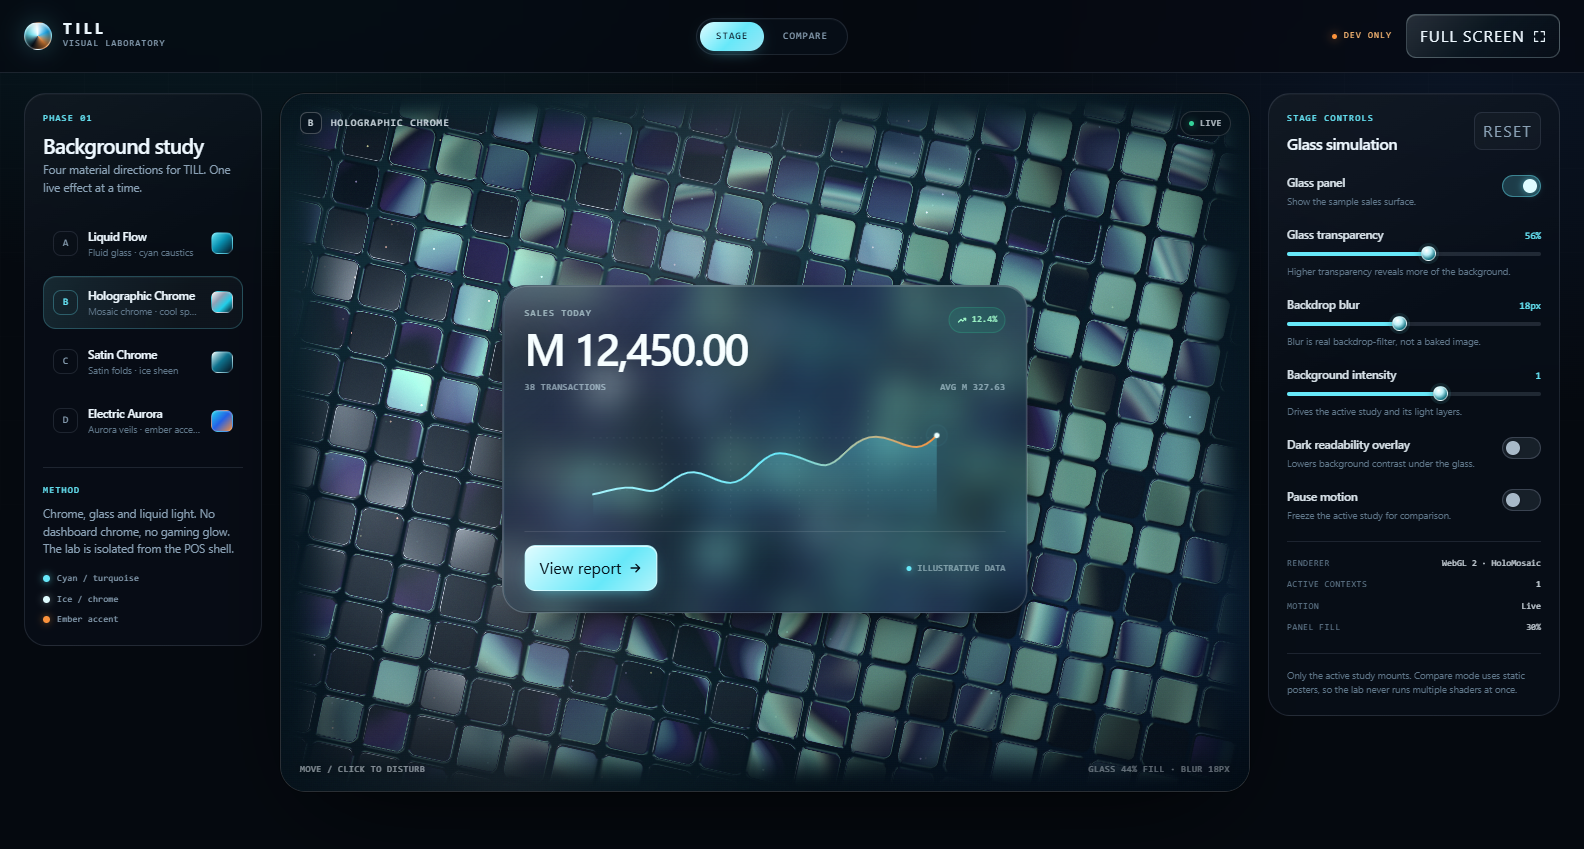 TILL
VISUAL LABORATORY
STAGE
COMPARE
DEV ONLY
FULL SCREEN
PHASE 01
Background study
Four material directions for TILL. One
live effect at a time.
A
Liquid Flow
Fluid glass · cyan caustics
B
Holographic Chrome
Mosaic chrome · cool sp...
C
Satin Chrome
Satin folds · ice sheen
D
Electric Aurora
Aurora veils · ember acce...
METHOD
Chrome, glass and liquid light. No
dashboard chrome, no gaming glow.
The lab is isolated from the POS shell.
Cyan / turquoise
Ice / chrome
Ember accent
B
HOLOGRAPHIC CHROME
LIVE
SALES TODAY
12.4%
M 12,450.00
38 TRANSACTIONS
AVG M 327.63
View report
ILLUSTRATIVE DATA
MOVE / CLICK TO DISTURB
GLASS 44% FILL · BLUR 18PX
STAGE CONTROLS
Glass simulation
RESET
Glass panel
Show the sample sales surface.
Glass transparency
56%
Higher transparency reveals more of the background.
Backdrop blur
18px
Blur is real backdrop-filter, not a baked image.
Background intensity
1
Drives the active study and its light layers.
Dark readability overlay
Lowers background contrast under the glass.
Pause motion
Freeze the active study for comparison.
RENDERER
WebGL 2 · HoloMosaic
ACTIVE CONTEXTS
1
MOTION
Live
PANEL FILL
30%
Only the active study mounts. Compare mode uses static
posters, so the lab never runs multiple shaders at once.